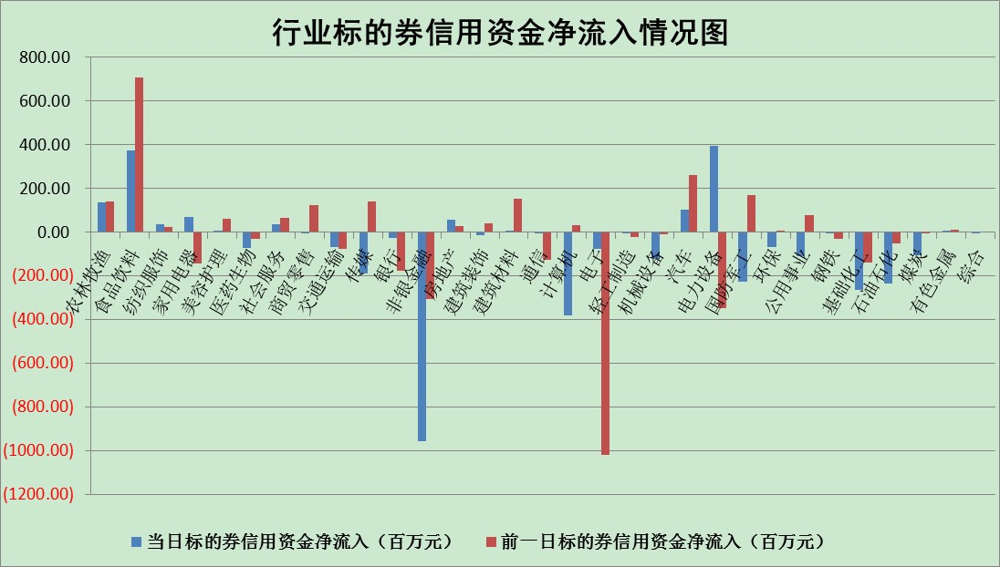 行业标的券信用资金净流入情况图
800.00
600.00
400.00
200.00
0.00
(200.00)
(400.00)
(600.00)
(800.00)
(1000.00)
(1200.00)
农林牧渔
食品饮料
纺织服饰
家用电器
美容护理
医药生物
社会服务
商贸零售
交通运输
传媒
银行
非银金融
房地产
建筑装饰
建筑材料
通信
计算机
电子
轻工制造
机械设备
汽车
电力设备
国防军工
环保
公用事业
钢铁
基础化工
石油石化
煤炭
有色金属
综合
当日标的券信用资金净流入（百万元）
前一日标的券信用资金净流入（百万元）